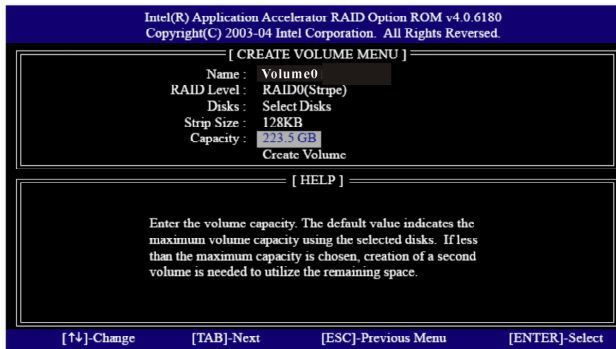 Intel(R) Application Accelerator RAID Option ROM v4.0.6180
Copyright(C) 2003-04 Intel Corporation. All Rights Reversed.
[ CREATE VOLUME MENU ]
Name : Volume0
RAID Level : RAID0(Stripe)
Disks : Select Disks
Strip Size : 128KB
Capacity : 223.5 GB
Create Volume
[ HELP ]
Enter the volume capacity. The default value indicates the
maximum volume capacity using the selected disks. If less
than the maximum capacity is chosen, creation of a second
volume is needed to utilize the remaining space.
[↑↓]-Change [TAB]-Next [ESC]-Previous Menu [ENTER]-Select